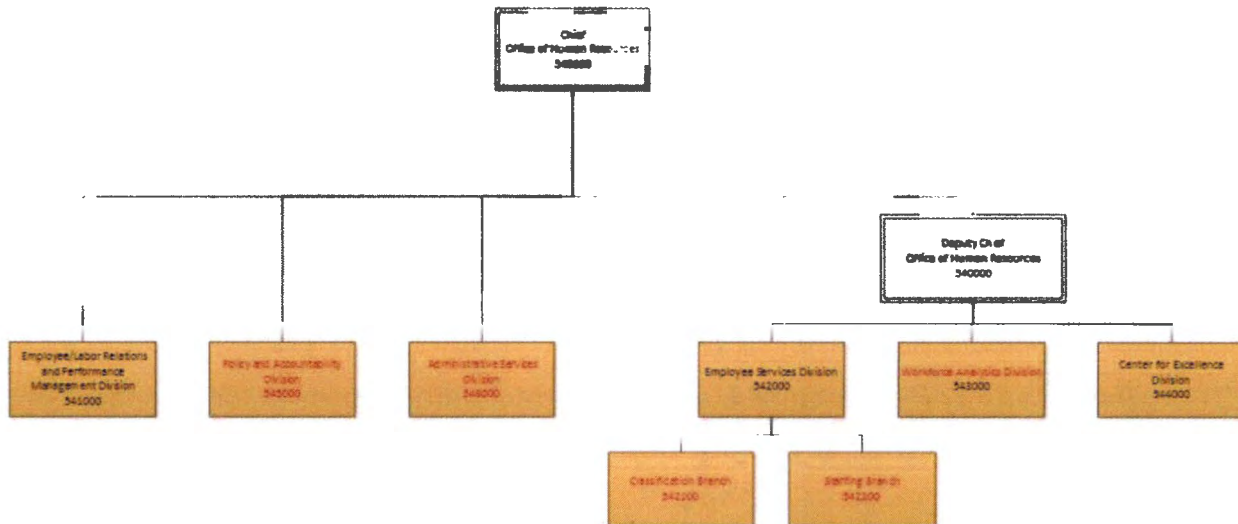 Chief
Office of Human Resources
Deputy Chief
Office of Human Resources
540000
Employee/Labor Relations
and Performance
Management Division
541000
Policy and Accountability
Division
545000
Administrative Services
Division
Employee Services Division
542000
Workforce Analytics Division
543000
Center for Excellence
Division
544000
Classification Branch
Staffing Branch